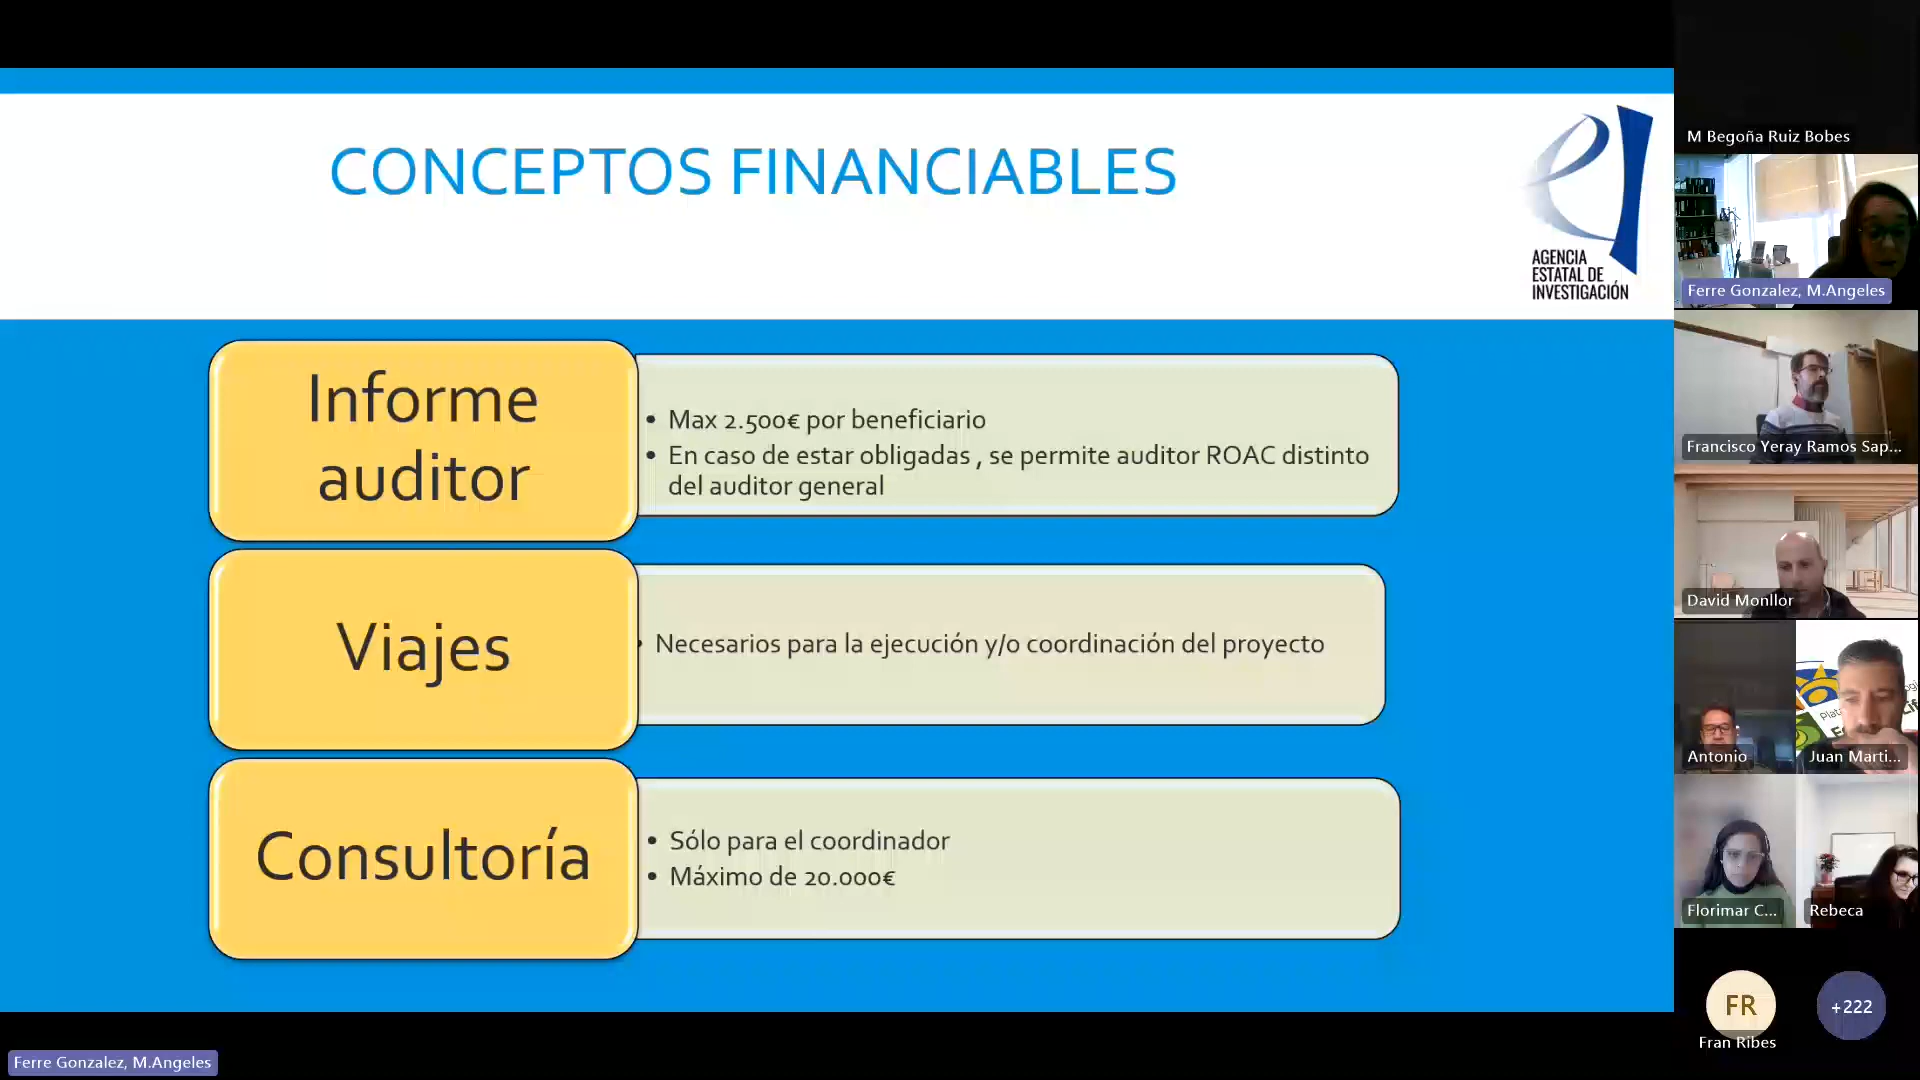 CONCEPTOS FINANCIABLES
AGENCIA
ESTATAL DE
INVESTIGACIÓN
Informe
auditor
• Max 2.500€ por beneficiario
• En caso de estar obligadas , se permite auditor ROAC distinto
del auditor general
Viajes
• Necesarios para la ejecución y/o coordinación del proyecto
Consultoría
• Sólo para el coordinador
• Máximo de 20.000€
M Begoña Ruiz Bobes
Ferre Gonzalez, M.Angeles
Francisco Yeray Ramos Sap...
David Monllor
Antonio
Juan Marti...
Florimar C...
Rebeca
FR
+222
Fran Ribes
Ferre Gonzalez, M.Angeles